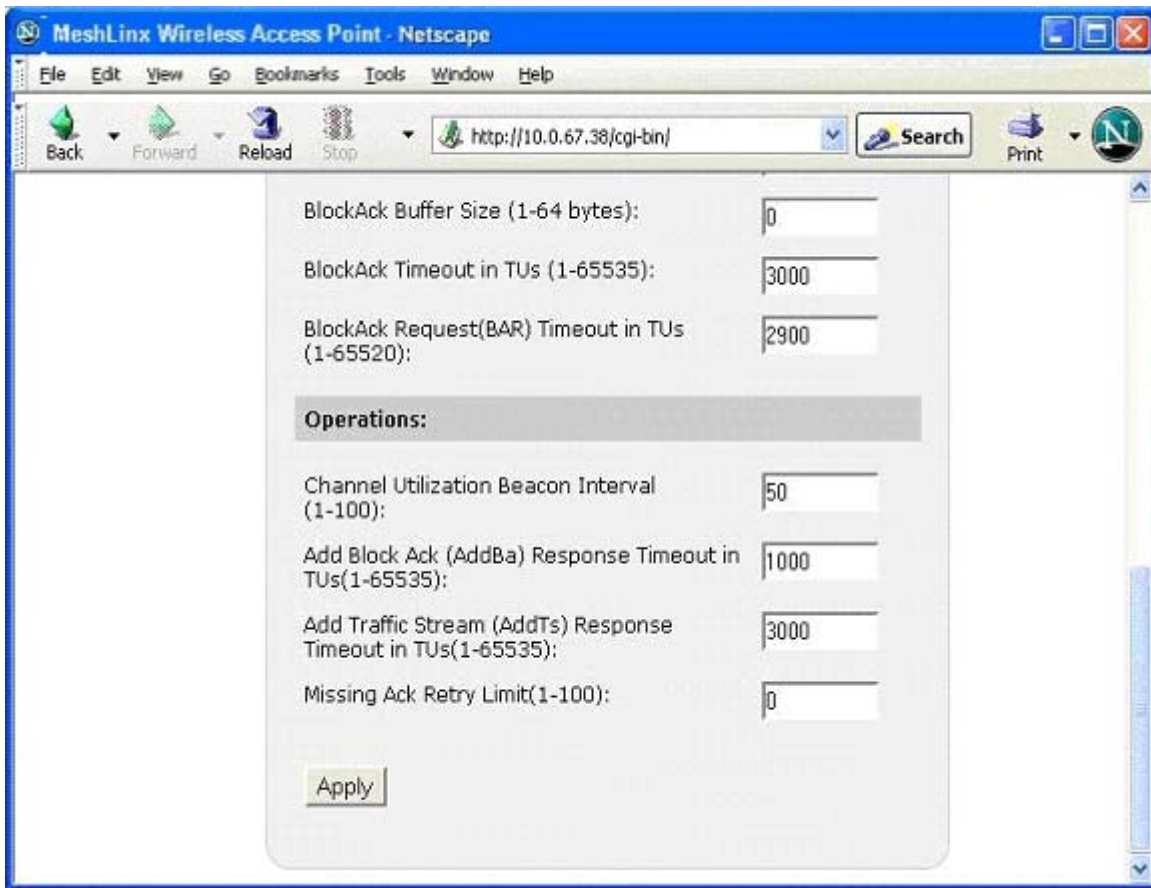 MeshLinx Wireless Access Point - Netscape
File Edit View Go Bookmarks Tools Window Help
Back Forward Reload Stop http://10.0.67.38/cgi-bin/ Search Print N
BlockAck Buffer Size (1-64 bytes): 0
BlockAck Timeout in TUs (1-65535): 3000
BlockAck Request(BAR) Timeout in TUs 2900
(1-65520):
Operations:
Channel Utilization Beacon Interval 50
(1-100):
Add Block Ack (AddBa) Response Timeout in 1000
TUs(1-65535):
Add Traffic Stream (AddTs) Response 3000
Timeout in TUs(1-65535):
Missing Ack Retry Limit(1-100): 0
Apply